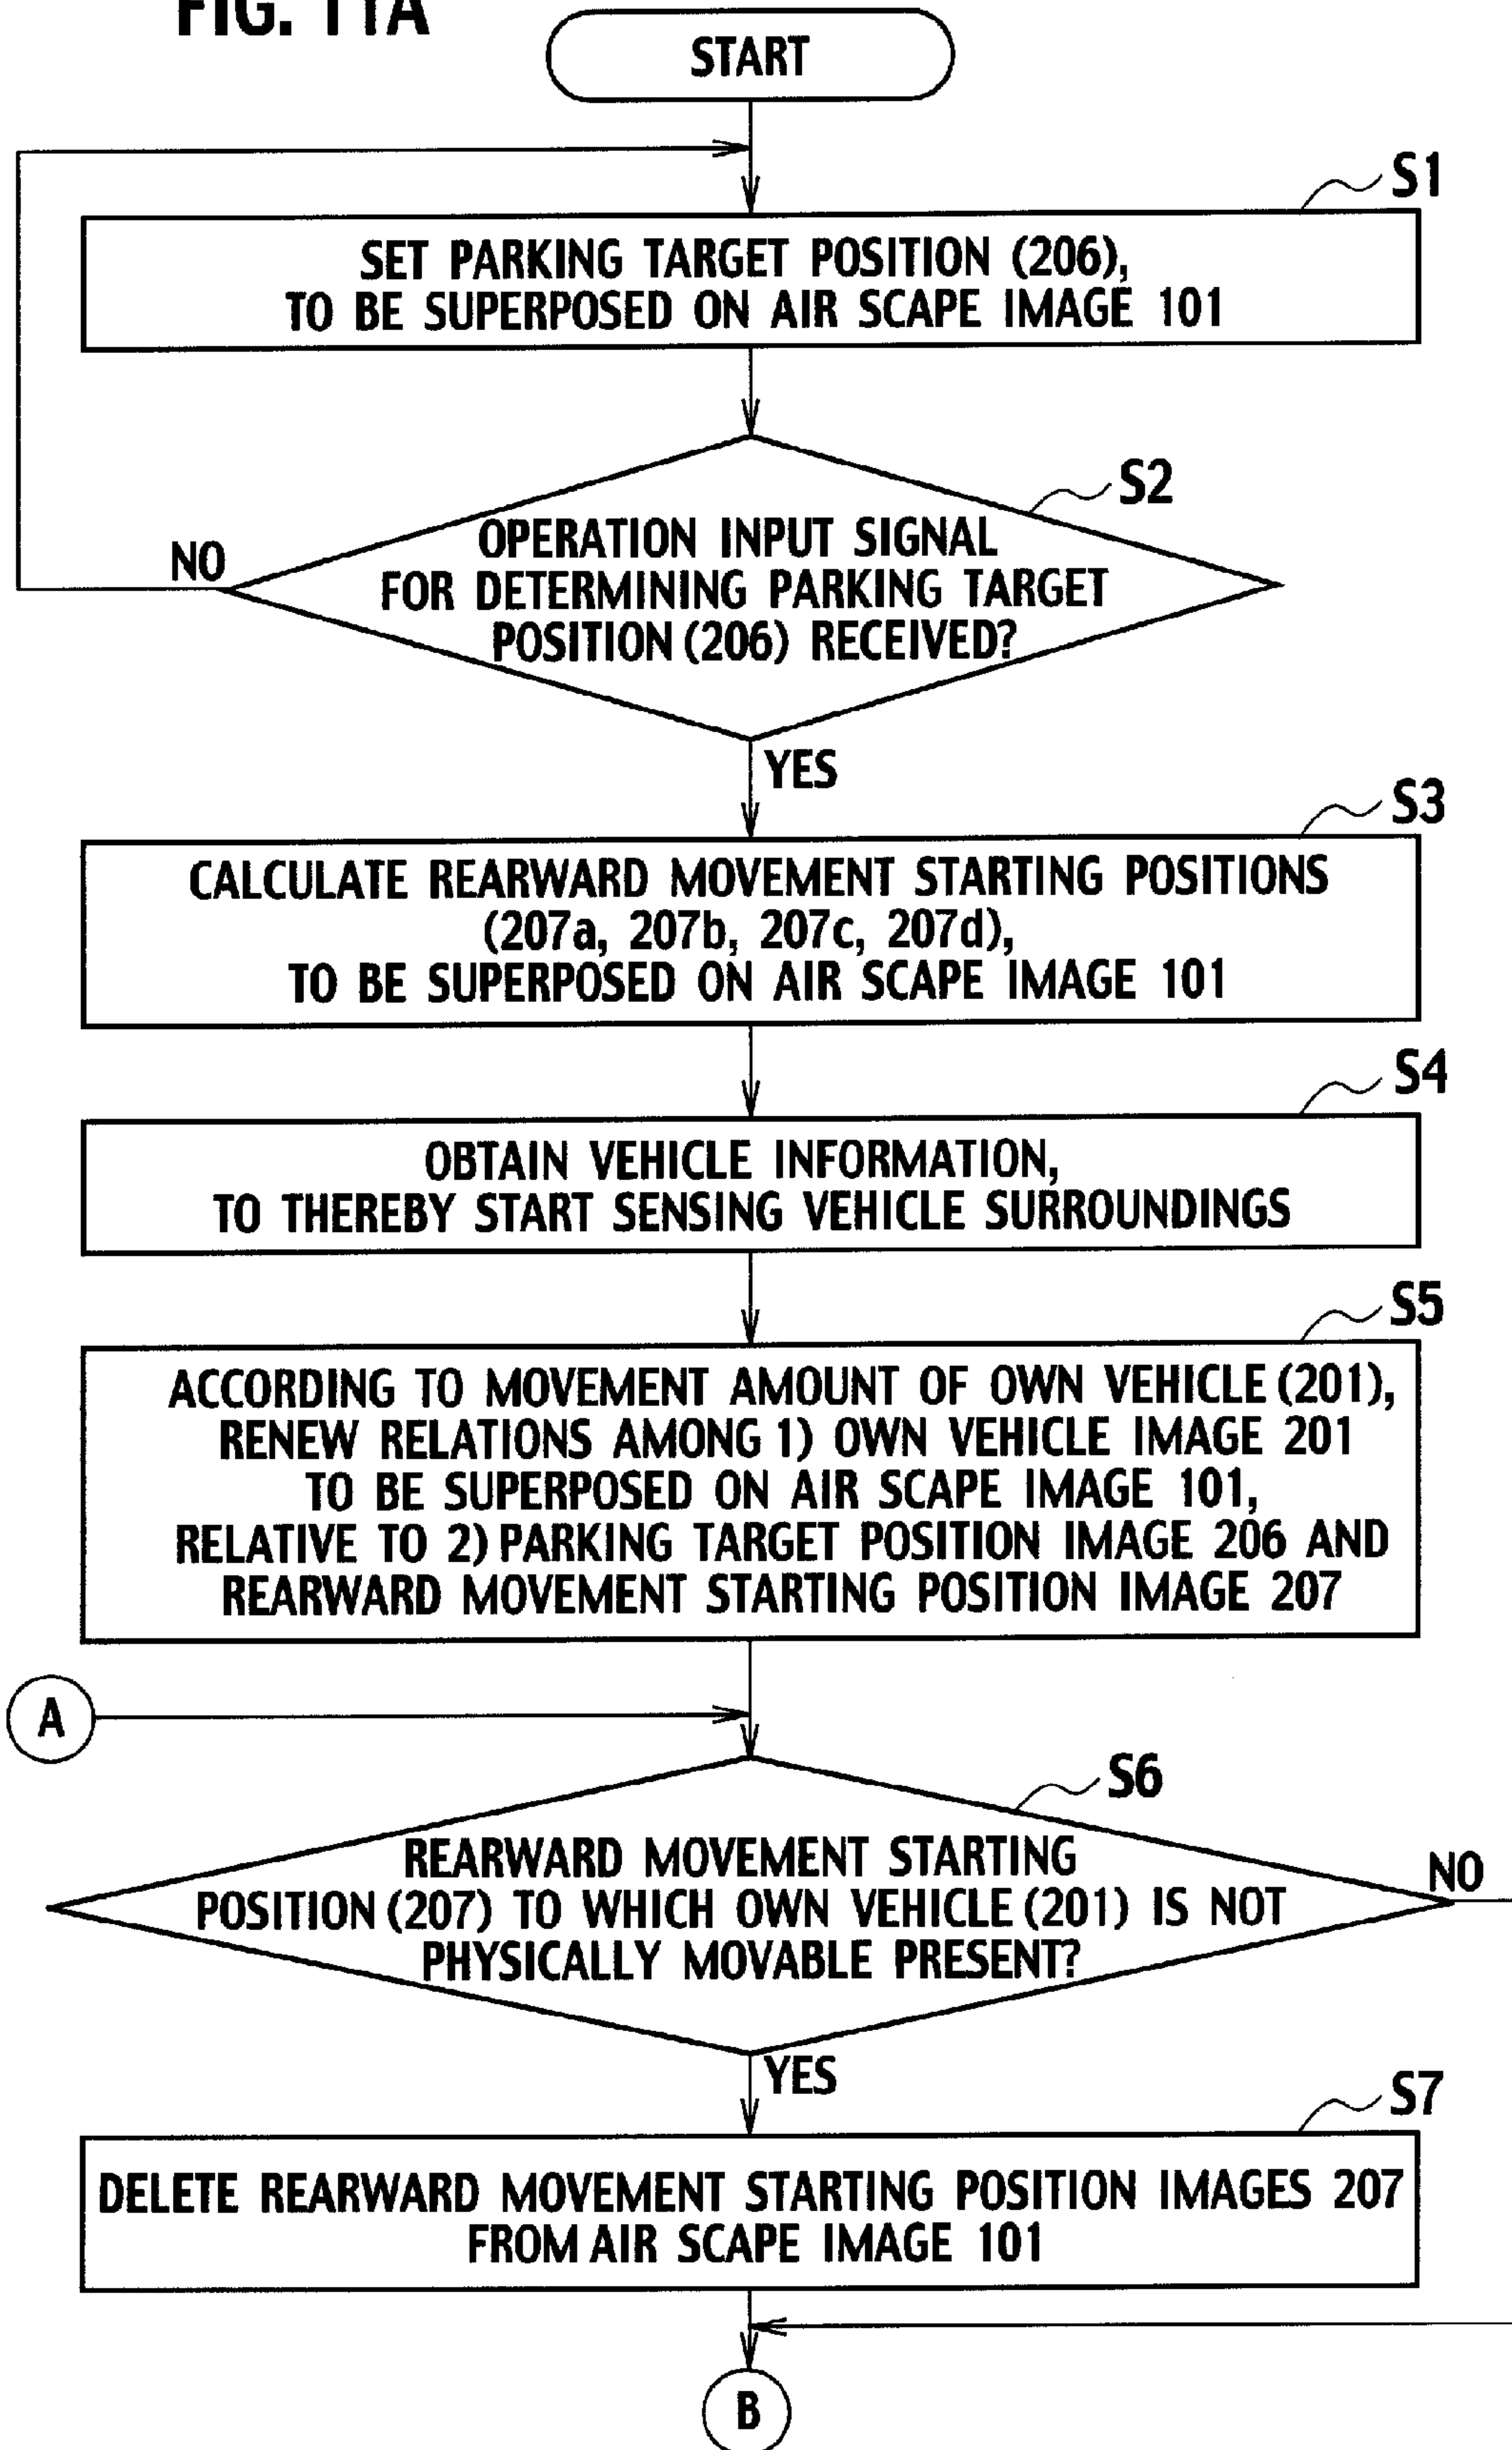 FIG. 11A
START
S1
SET PARKING TARGET POSITION (206),
TO BE SUPERPOSED ON AIR SCAPE IMAGE 101
S2
OPERATION INPUT SIGNAL
FOR DETERMINING PARKING TARGET
POSITION (206) RECEIVED?
NO
YES
S3
CALCULATE REARWARD MOVEMENT STARTING POSITIONS
(207a, 207b, 207c, 207d),
TO BE SUPERPOSED ON AIR SCAPE IMAGE 101
S4
OBTAIN VEHICLE INFORMATION,
TO THEREBY START SENSING VEHICLE SURROUNDINGS
S5
ACCORDING TO MOVEMENT AMOUNT OF OWN VEHICLE (201),
RENEW RELATIONS AMONG 1) OWN VEHICLE IMAGE 201
TO BE SUPERPOSED ON AIR SCAPE IMAGE 101,
RELATIVE TO 2) PARKING TARGET POSITION IMAGE 206 AND
REARWARD MOVEMENT STARTING POSITION IMAGE 207
A
S6
REARWARD MOVEMENT STARTING
POSITION (207) TO WHICH OWN VEHICLE (201) IS NOT
PHYSICALLY MOVABLE PRESENT?
NO
YES
S7
DELETE REARWARD MOVEMENT STARTING POSITION IMAGES 207
FROM AIR SCAPE IMAGE 101
B